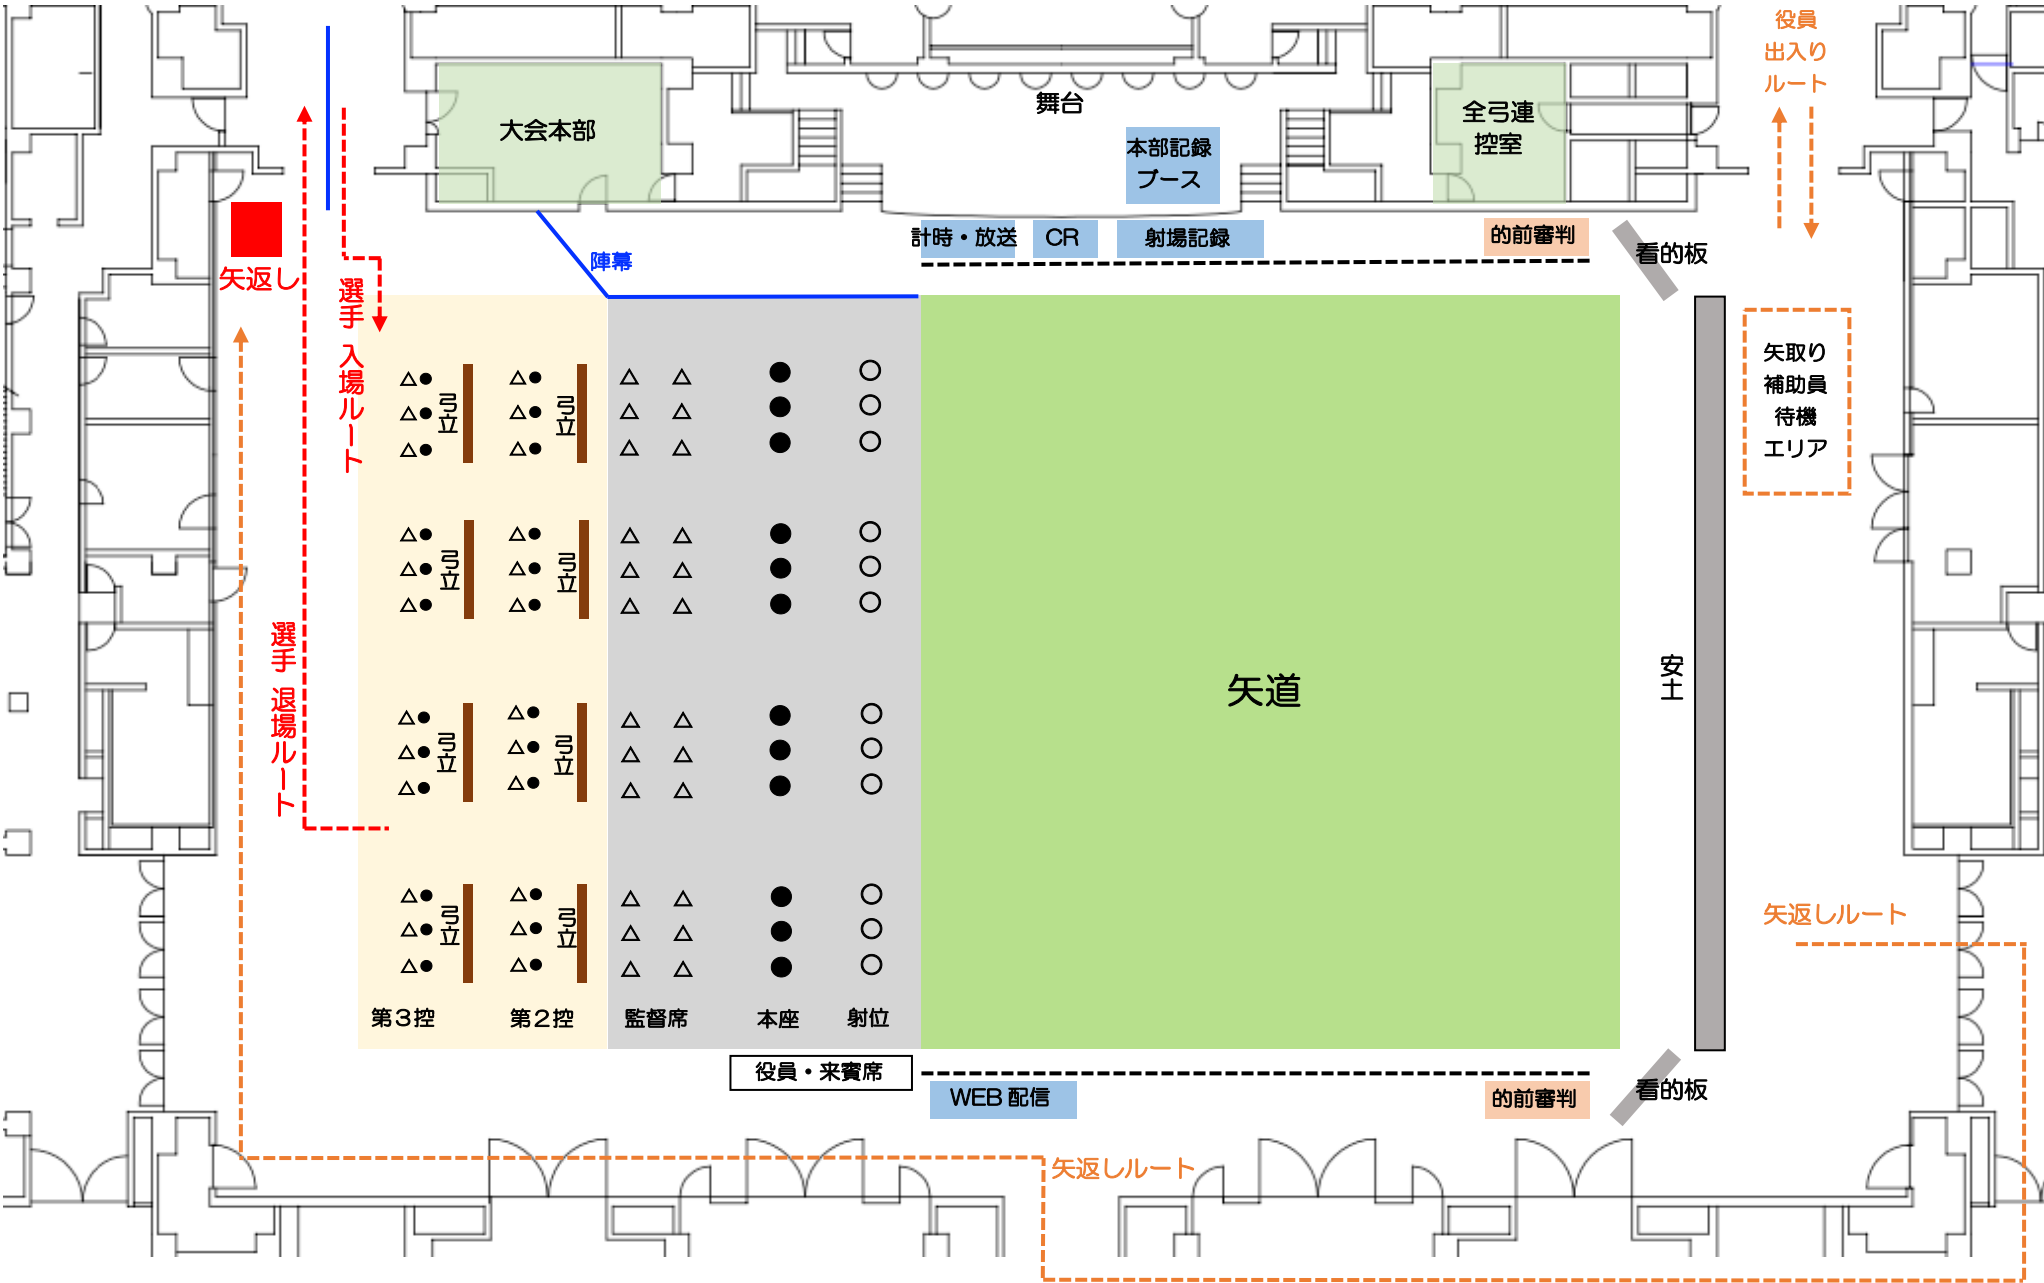 役員
出入り
ルート
舞台
大会本部
全弓連
控室
本部記録
ブース
計時・放送
CR
射場記録
的前審判
看的板
陣幕
矢返し
選手 入場ルート
選手 退場ルート
矢取り
補助員
待機
エリア
弓立
弓立
弓立
弓立
弓立
弓立
弓立
弓立
矢道
安土
矢返しルート
第3控
第2控
監督席
本座
射位
役員・来賓席
WEB 配信
的前審判
看的板
矢返しルート